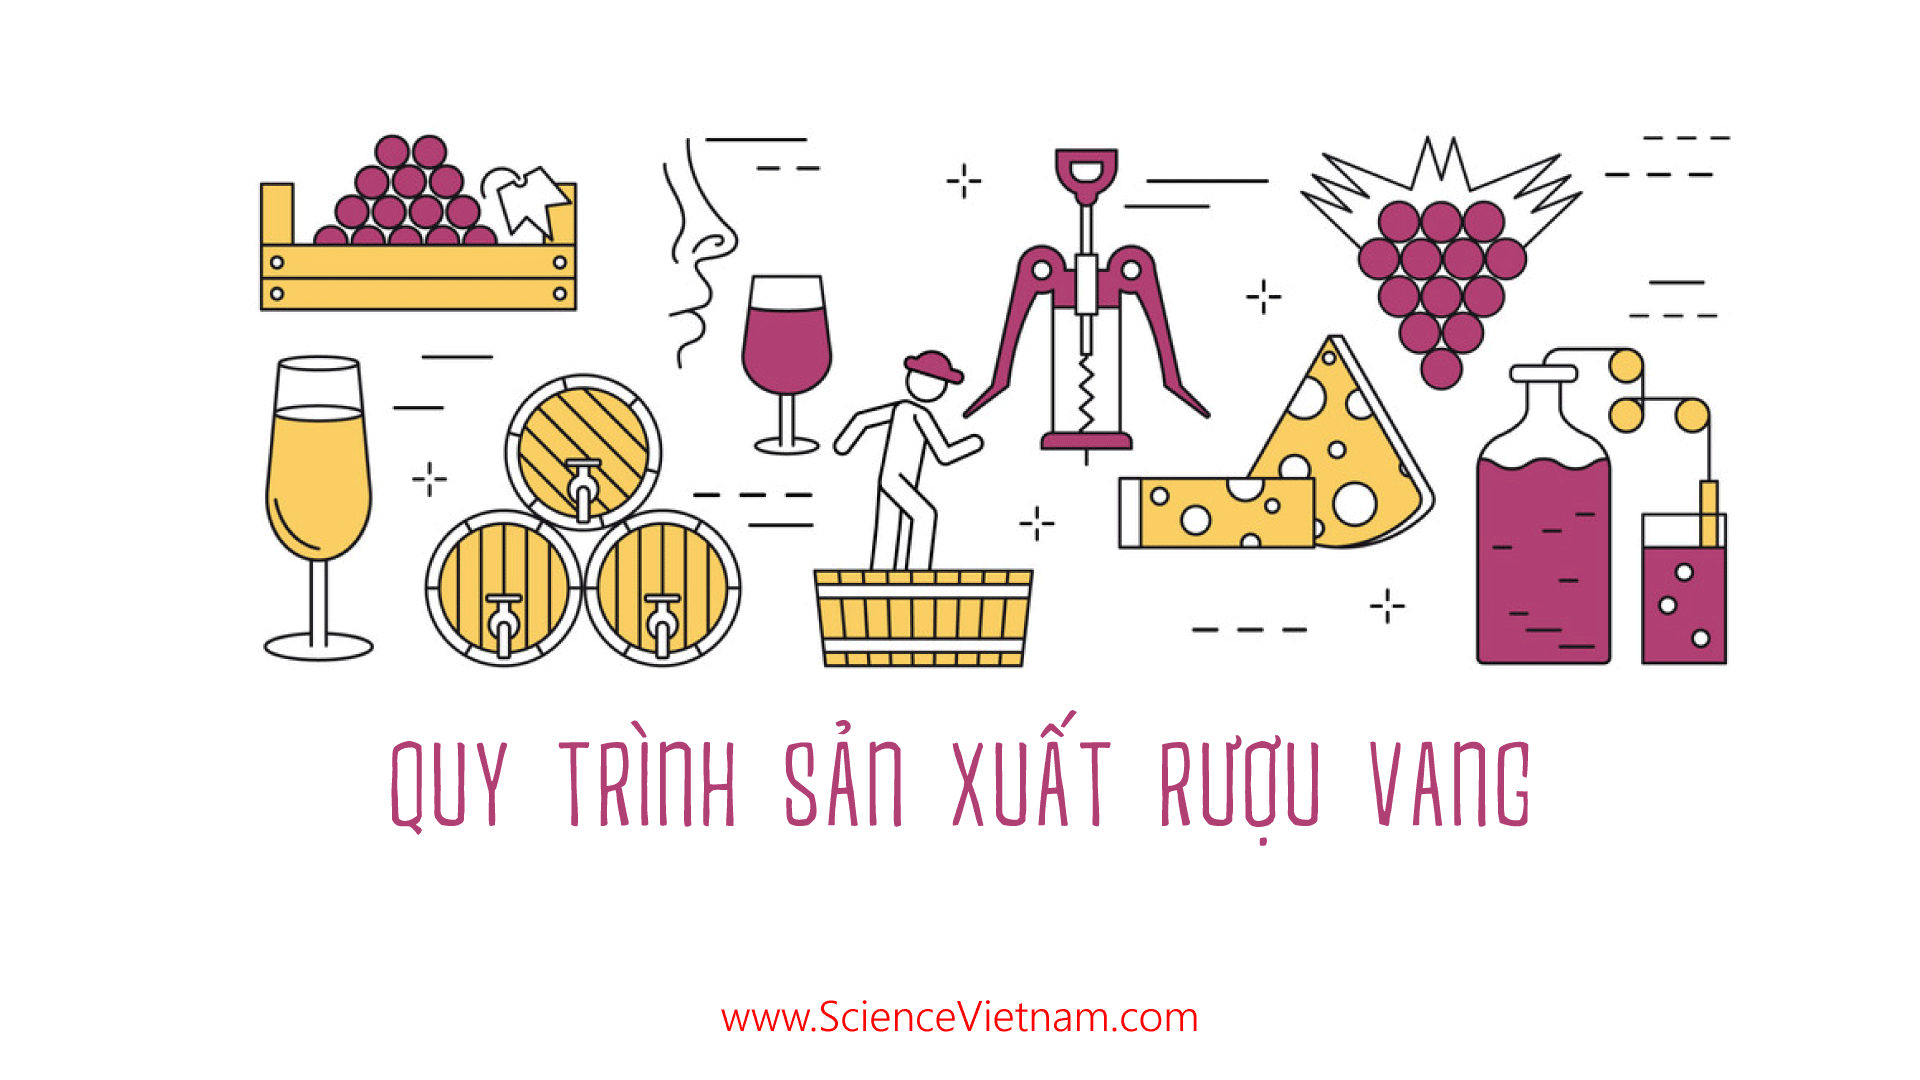 QUY TRÌNH SẢN XUẤT RƯỢU VANG
www.ScienceVietnam.com